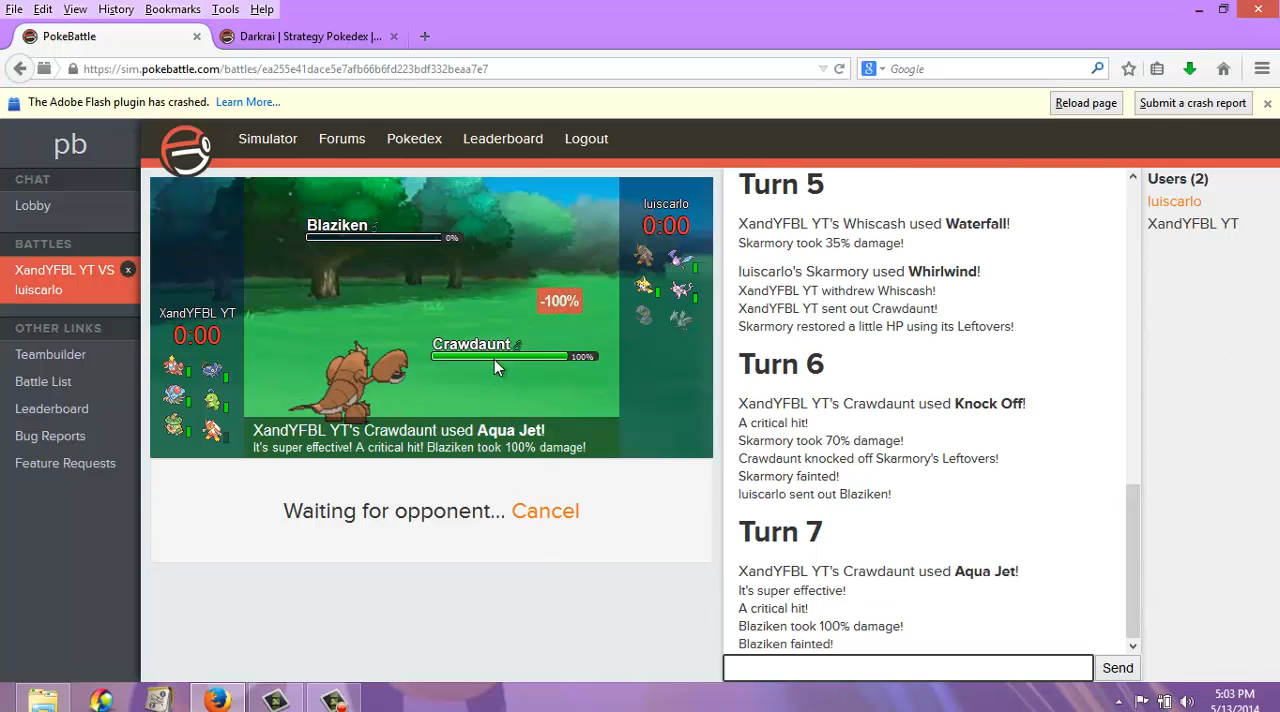 File Edit View History Bookmarks Tools Help
PokeBattle
Darkrai | Strategy Pokedex |...
https://sim.pokebattle.com/battles/ea255e41dace5e7afb66b6fd223bdf332beaa7e7
Google
The Adobe Flash plugin has crashed. Learn More...
Reload page
Submit a crash report
pb
Simulator Forums Pokedex Leaderboard Logout
CHAT
Lobby
BATTLES
XandYFBL YT VS
luiscarlo
OTHER LINKS
Teambuilder
Battle List
Leaderboard
Bug Reports
Feature Requests
XandYFBL YT
0:00
Blaziken
0%
-100%
Crawdaunt
100%
luiscarlo
0:00
XandYFBL YT's Crawdaunt used Aqua Jet!
It's super effective! A critical hit! Blaziken took 100% damage!
Waiting for opponent... Cancel
Turn 5
XandYFBL YT's Whiscash used Waterfall!
Skarmory took 35% damage!
luiscarlo's Skarmory used Whirlwind!
XandYFBL YT withdrew Whiscash!
XandYFBL YT sent out Crawdaunt!
Skarmory restored a little HP using its Leftovers!
Turn 6
XandYFBL YT's Crawdaunt used Knock Off!
A critical hit!
Skarmory took 70% damage!
Crawdaunt knocked off Skarmory's Leftovers!
Skarmory fainted!
luiscarlo sent out Blaziken!
Turn 7
XandYFBL YT's Crawdaunt used Aqua Jet!
It's super effective!
A critical hit!
Blaziken took 100% damage!
Blaziken fainted!
Send
Users (2)
luiscarlo
XandYFBL YT
5:03 PM
5/13/2014